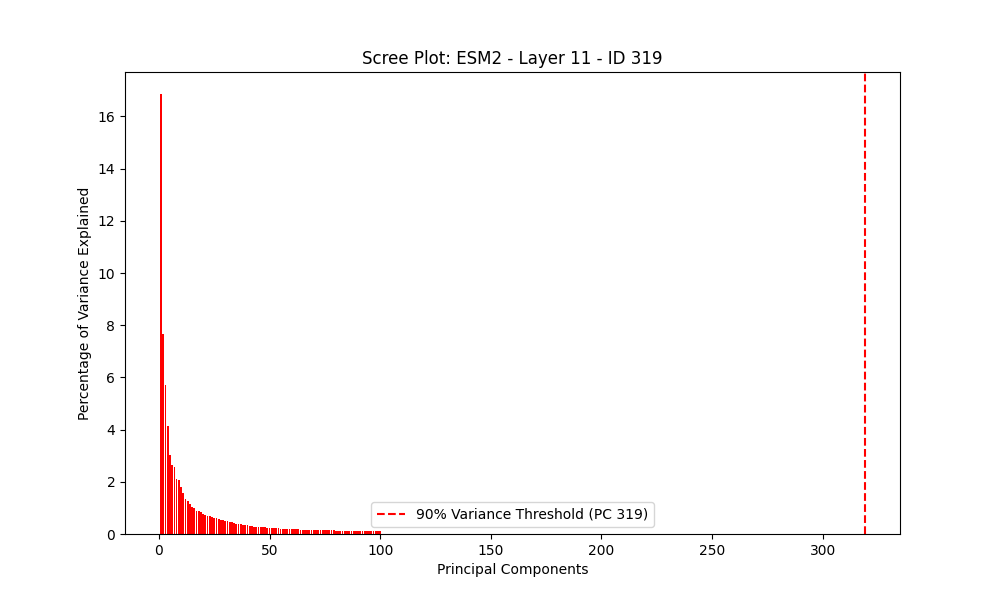 Scree Plot: ESM2 - Layer 11 - ID 319
Percentage of Variance Explained
16
14
12
10
8
6
4
2
0
90% Variance Threshold (PC 319)
0 50 100 150 200 250 300
Principal Components